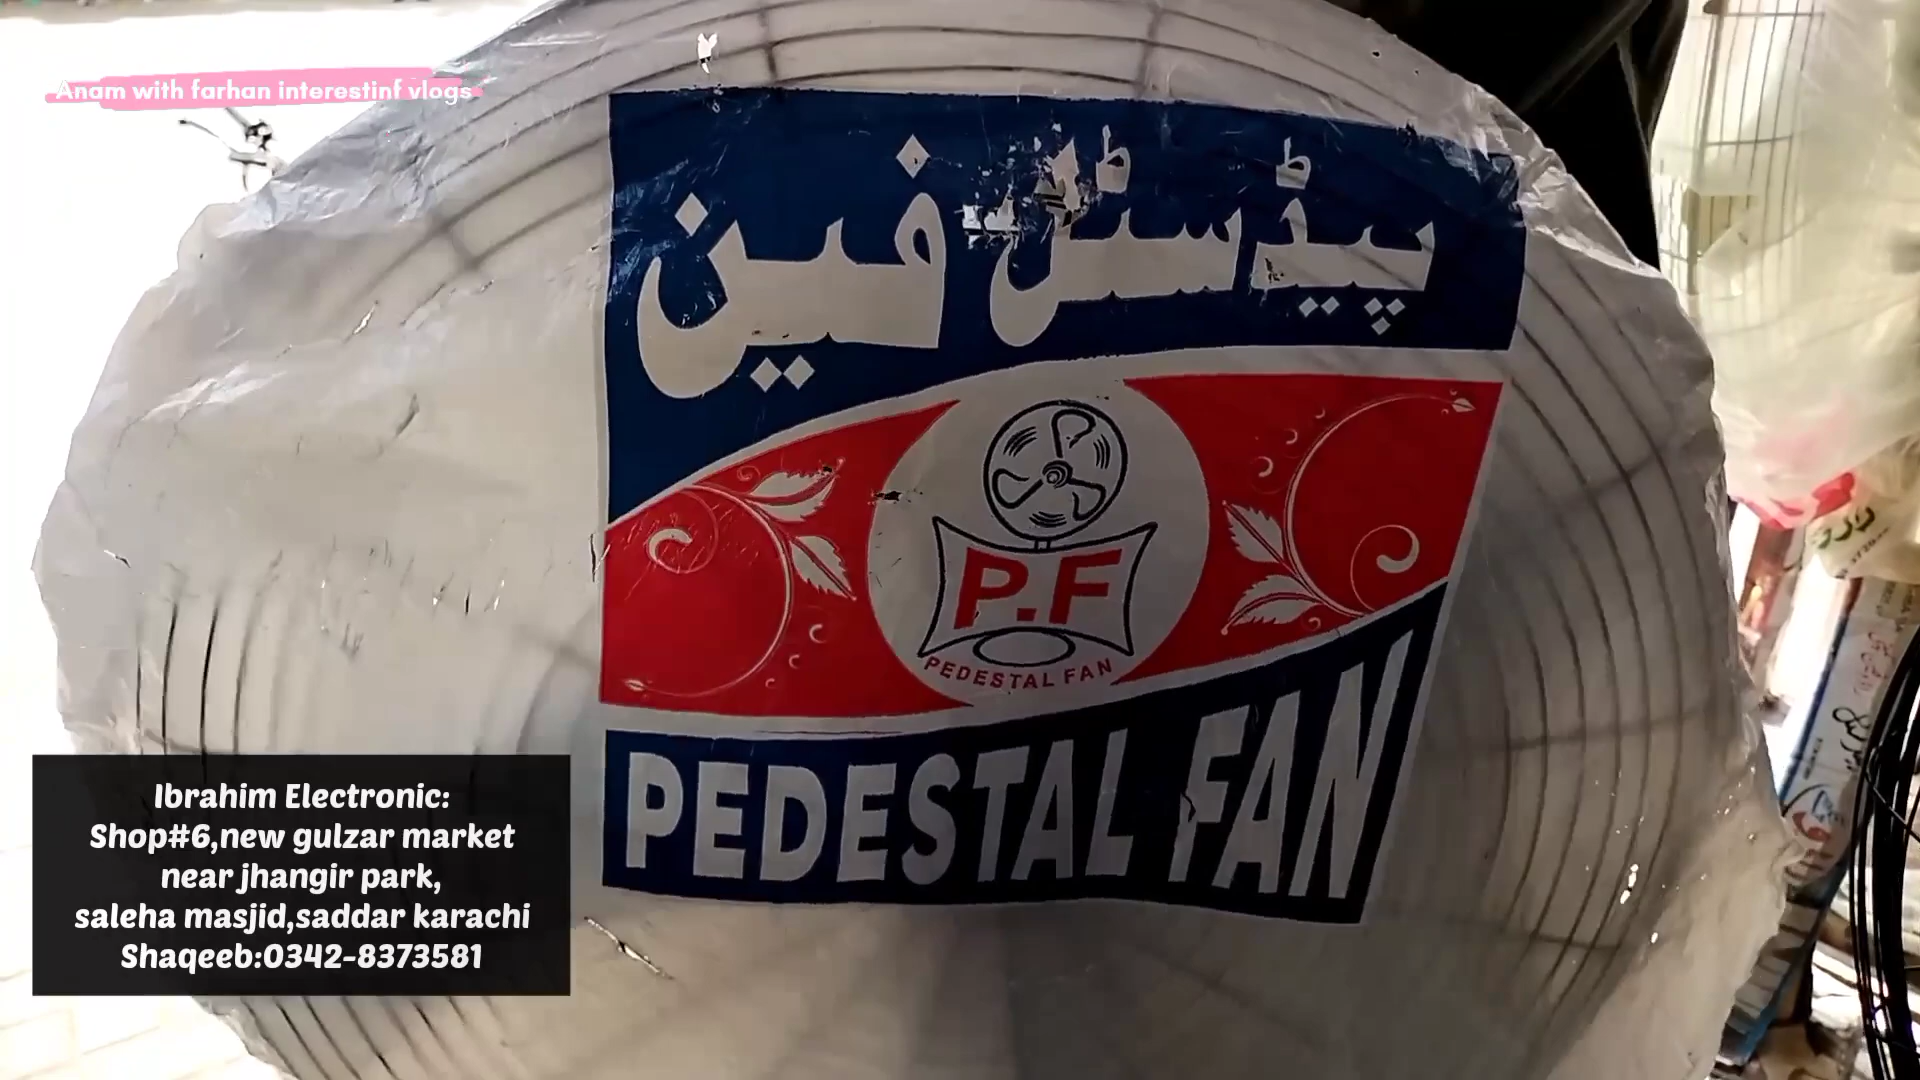 Anam with farhan interestinf vlogs
پیڈسٹل فین
P.F
PEDESTAL FAN
PEDESTAL FAN
Ibrahim Electronic:
Shop#6,new gulzar market
near jhangir park,
saleha masjid,saddar karachi
Shaqeeb:0342-8373581